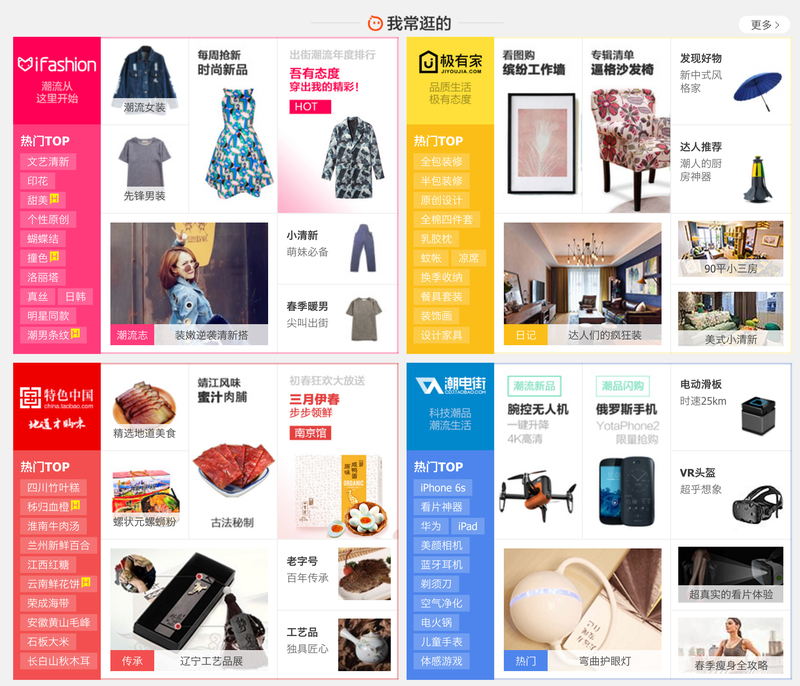 我常逛的
更多
iFashion
潮流从
这里开始
热门TOP
文艺清新
印花
甜美 H
个性原创
蝴蝶结
撞色 H
洛丽塔
真丝 日韩
明星同款
潮男条纹 H
潮流女装
先锋男装
每周抢新
时尚新品
出街潮流年度排行
吾有态度
穿出我的精彩!
HOT
潮流志 装嫩逆袭清新搭
小清新
萌妹必备
春季暖男
尖叫出街
极有家
JIYOUJIA.COM
品质生活
极有态度
热门TOP
全包装修
半包装修
原创设计
全棉四件套
乳胶枕
蚊帐 凉席
换季收纳
餐具套装
装饰画
设计家具
看图购
缤纷工作墙
专辑清单
逼格沙发椅
发现好物
新中式风
格家
达人推荐
潮人的厨
房神器
日记 达人们的疯狂装
90平小三房
美式小清新
特色中国
china.taobao.com
地道才够味
热门TOP
四川竹叶糕
秭归血橙 H
淮南牛肉汤
兰州新鲜百合
江西红糖
云南鲜花饼 H
荣成海带
安徽黄山毛峰
石板大米
长白山秋木耳
精选地道美食
螺状元螺蛳粉
靖江风味
蜜汁肉脯
古法秘制
初春狂欢大放送
三月伊春
步步领鲜
南京馆
咸鸭蛋
原味
ORGANIC
传承 辽宁工艺品展
老字号
百年传承
工艺品
独具匠心
潮电街
CDJ.TAOBAO.COM
科技潮品
潮流生活
热门TOP
iPhone 6s
看片神器
华为 iPad
美颜相机
蓝牙耳机
剃须刀
空气净化
电火锅
儿童手表
体感游戏
潮流新品
腕控无人机
一键升降
4K高清
潮品闪购
俄罗斯手机
YotaPhone2
限量抢购
电动滑板
时速25km
VR头盔
超乎想象
热门 弯曲护眼灯
超真实的看片体验
春季瘦身全攻略